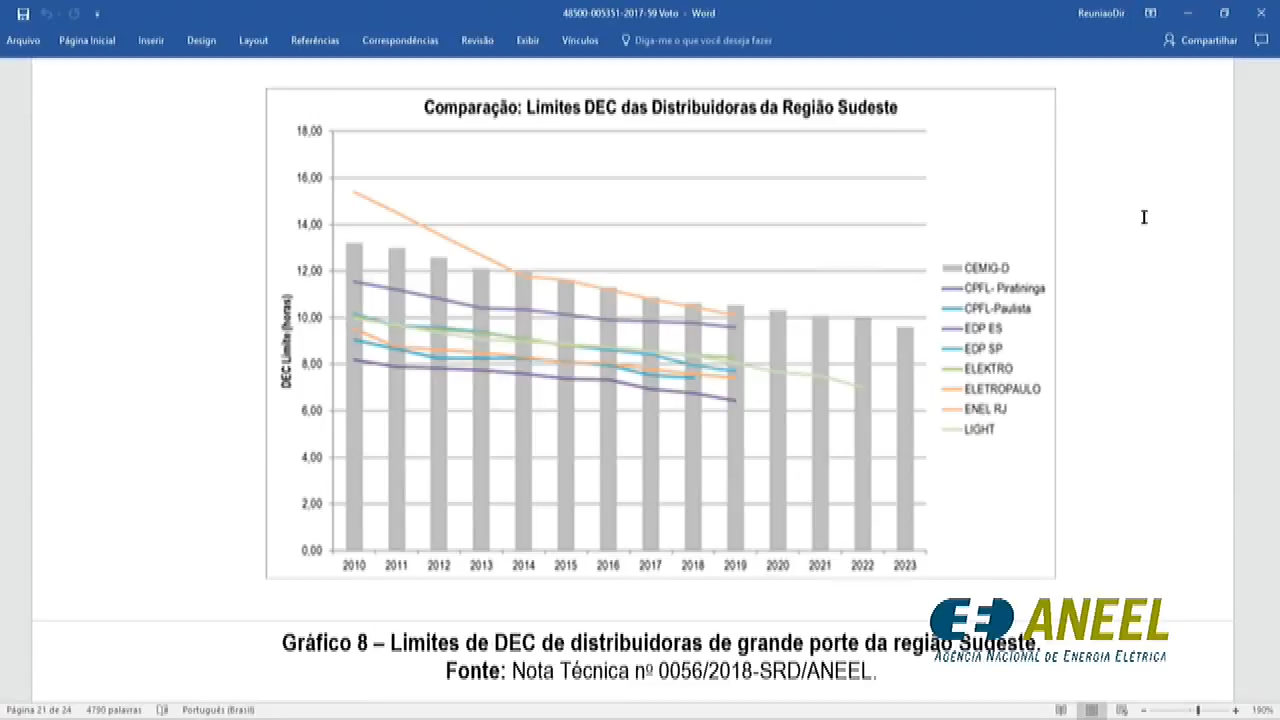 48500-005351-2017-59 Voto - Word
ReuniaoDir
Arquivo Página Inicial Inserir Design Layout Referências Correspondências Revisão Exibir Vínculos Diga-me o que você deseja fazer Compartilhar
Comparação: Limites DEC das Distribuidoras da Região Sudeste
DEC Limite (horas)
18,00
16,00
14,00
12,00
10,00
8,00
6,00
4,00
2,00
0,00
2010 2011 2012 2013 2014 2015 2016 2017 2018 2019 2020 2021 2022 2023
CEMIG-D
CPFL- Piratininga
CPFL-Paulista
EDP ES
EDP SP
ELEKTRO
ELETROPAULO
ENEL RJ
LIGHT
ANEEL
AGÊNCIA NACIONAL DE ENERGIA ELÉTRICA
Gráfico 8 – Limites de DEC de distribuidoras de grande porte da região Sudeste.
Fonte: Nota Técnica nº 0056/2018-SRD/ANEEL.
Página 21 de 24 4790 palavras Português (Brasil) 190%